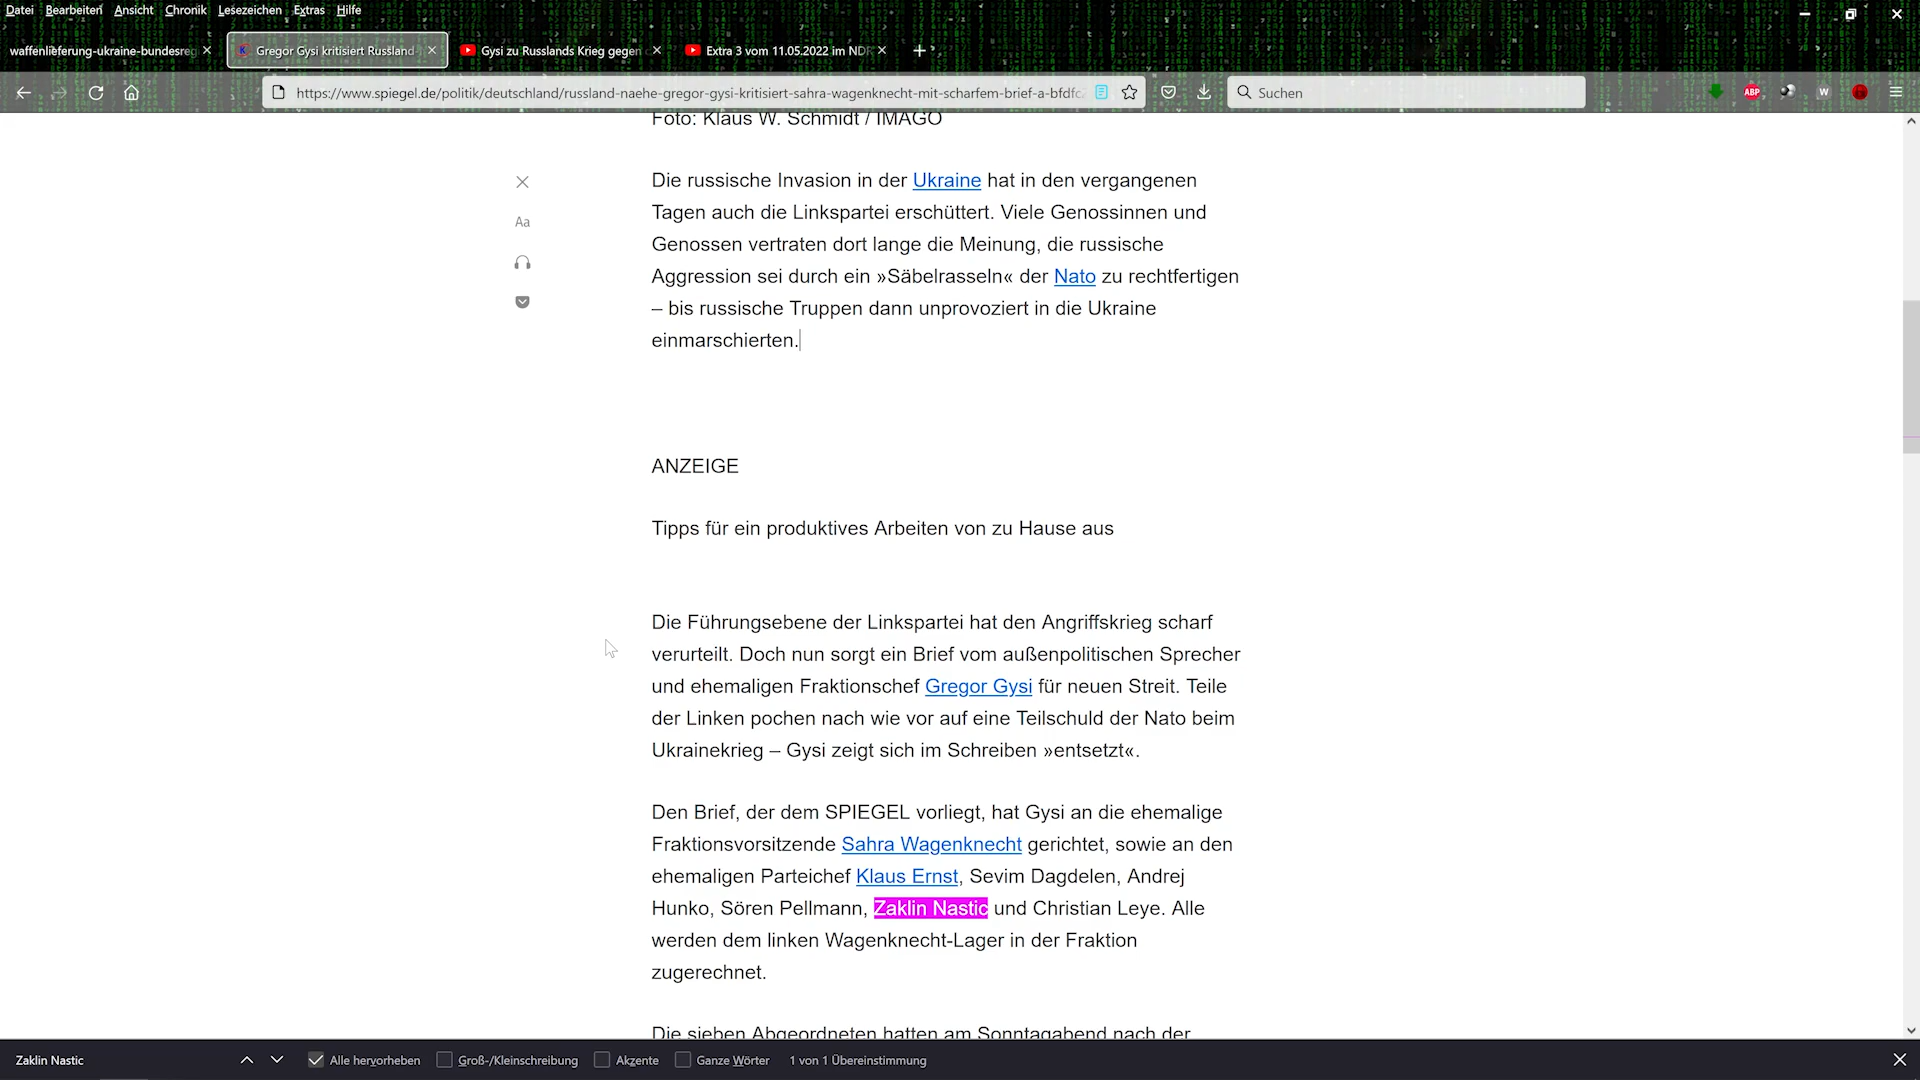 Datei Bearbeiten Ansicht Chronik Lesezeichen Extras Hilfe
waffenlieferung-ukraine-bundesre
Gregor Gysi kritisiert Russland-
Gysi zu Russlands Krieg gegen
Extra 3 vom 11.05.2022 im NDR
https://www.spiegel.de/politik/deutschland/russland-naehe-gregor-gysi-kritisiert-sahra-wagenknecht-mit-scharfem-brief-a-bfdfc
Suchen
ABP
W
Foto: Klaus W. Schmidt / IMAGO
Aa
Die russische Invasion in der Ukraine hat in den vergangenen
Tagen auch die Linkspartei erschüttert. Viele Genossinnen und
Genossen vertraten dort lange die Meinung, die russische
Aggression sei durch ein »Säbelrasseln« der Nato zu rechtfertigen
– bis russische Truppen dann unprovoziert in die Ukraine
einmarschierten.
ANZEIGE
Tipps für ein produktives Arbeiten von zu Hause aus
Die Führungsebene der Linkspartei hat den Angriffskrieg scharf
verurteilt. Doch nun sorgt ein Brief vom außenpolitischen Sprecher
und ehemaligen Fraktionschef Gregor Gysi für neuen Streit. Teile
der Linken pochen nach wie vor auf eine Teilschuld der Nato beim
Ukrainekrieg – Gysi zeigt sich im Schreiben »entsetzt«.
Den Brief, der dem SPIEGEL vorliegt, hat Gysi an die ehemalige
Fraktionsvorsitzende Sahra Wagenknecht gerichtet, sowie an den
ehemaligen Parteichef Klaus Ernst, Sevim Dagdelen, Andrej
Hunko, Sören Pellmann, Zaklin Nastic und Christian Leye. Alle
werden dem linken Wagenknecht-Lager in der Fraktion
zugerechnet.
Die sieben Abgeordneten hatten am Sonntagabend nach der
Zaklin Nastic
Alle hervorheben
Groß-/Kleinschreibung
Akzente
Ganze Wörter
1 von 1 Übereinstimmung